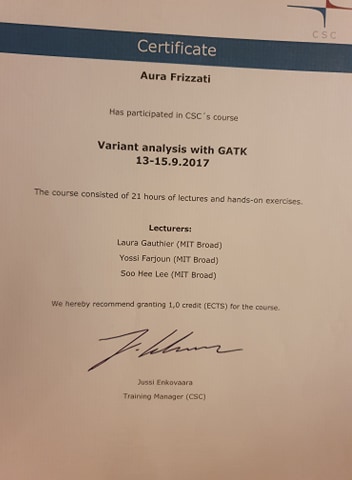 CSC
Certificate
Aura Frizzati
Has participated in CSC´s course
Variant analysis with GATK
13-15.9.2017
The course consisted of 21 hours of lectures and hands-on exercises.
Lecturers:
Laura Gauthier (MIT Broad)
Yossi Farjoun (MIT Broad)
Soo Hee Lee (MIT Broad)
We hereby recommend granting 1,0 credit (ECTS) for the course.
Jussi Enkovaara
Training Manager (CSC)